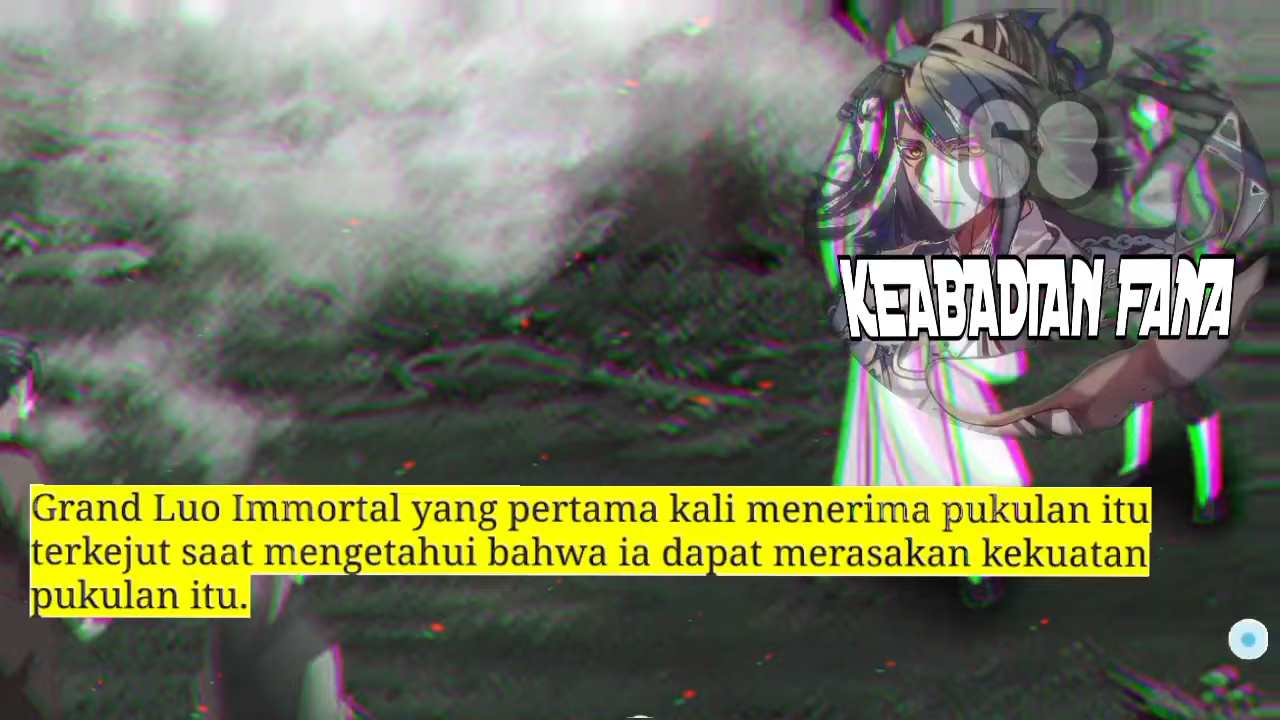 S8
KEABADIAN FANA
Grand Luo Immortal yang pertama kali menerima pukulan itu
terkejut saat mengetahui bahwa ia dapat merasakan kekuatan
pukulan itu.